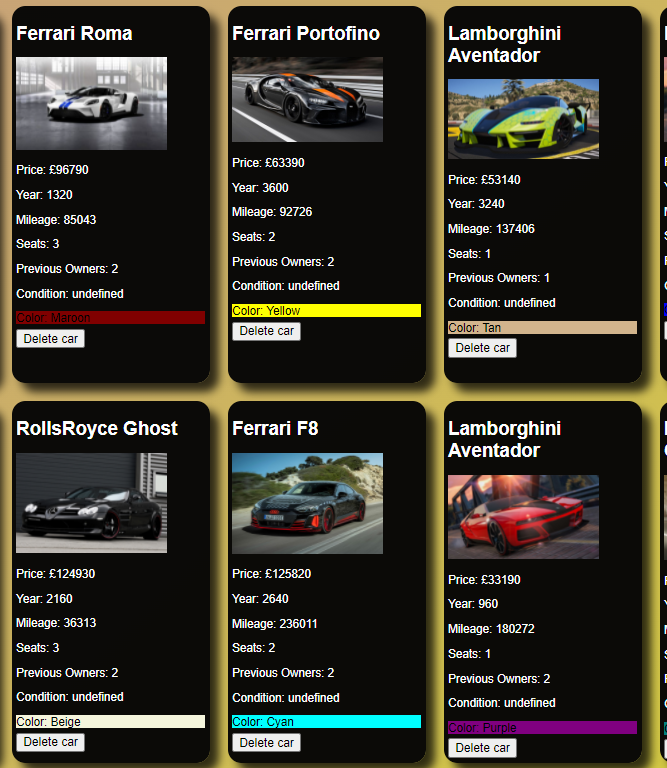 Ferrari Roma
Price: £96790
Year: 1320
Mileage: 85043
Seats: 3
Previous Owners: 2
Condition: undefined
Color: Maroon
Delete car
Ferrari Portofino
Price: £63390
Year: 3600
Mileage: 92726
Seats: 2
Previous Owners: 2
Condition: undefined
Color: Yellow
Delete car
Lamborghini
Aventador
Price: £53140
Year: 3240
Mileage: 137406
Seats: 1
Previous Owners: 1
Condition: undefined
Color: Tan
Delete car
RollsRoyce Ghost
Price: £124930
Year: 2160
Mileage: 36313
Seats: 3
Previous Owners: 2
Condition: undefined
Color: Beige
Delete car
Ferrari F8
Price: £125820
Year: 2640
Mileage: 236011
Seats: 2
Previous Owners: 2
Condition: undefined
Color: Cyan
Delete car
Lamborghini
Aventador
Price: £33190
Year: 960
Mileage: 180272
Seats: 1
Previous Owners: 2
Condition: undefined
Color: Purple
Delete car